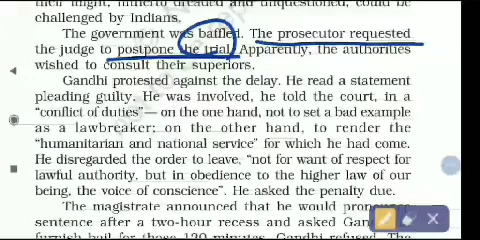 their might, hitherto dreaded and unquestioned, could be
challenged by Indians.
The government was baffled. The prosecutor requested
the judge to postpone the trial. Apparently, the authorities
wished to consult their superiors.
Gandhi protested against the delay. He read a statement
pleading guilty. He was involved, he told the court, in a
“conflict of duties”— on the one hand, not to set a bad example
as a lawbreaker; on the other hand, to render the
“humanitarian and national service” for which he had come.
He disregarded the order to leave, “not for want of respect for
lawful authority, but in obedience to the higher law of our
being, the voice of conscience”. He asked the penalty due.
The magistrate announced that he would pronounce
sentence after a two-hour recess and asked
furnish bail for those 120 minutes. Gandhi refused. The